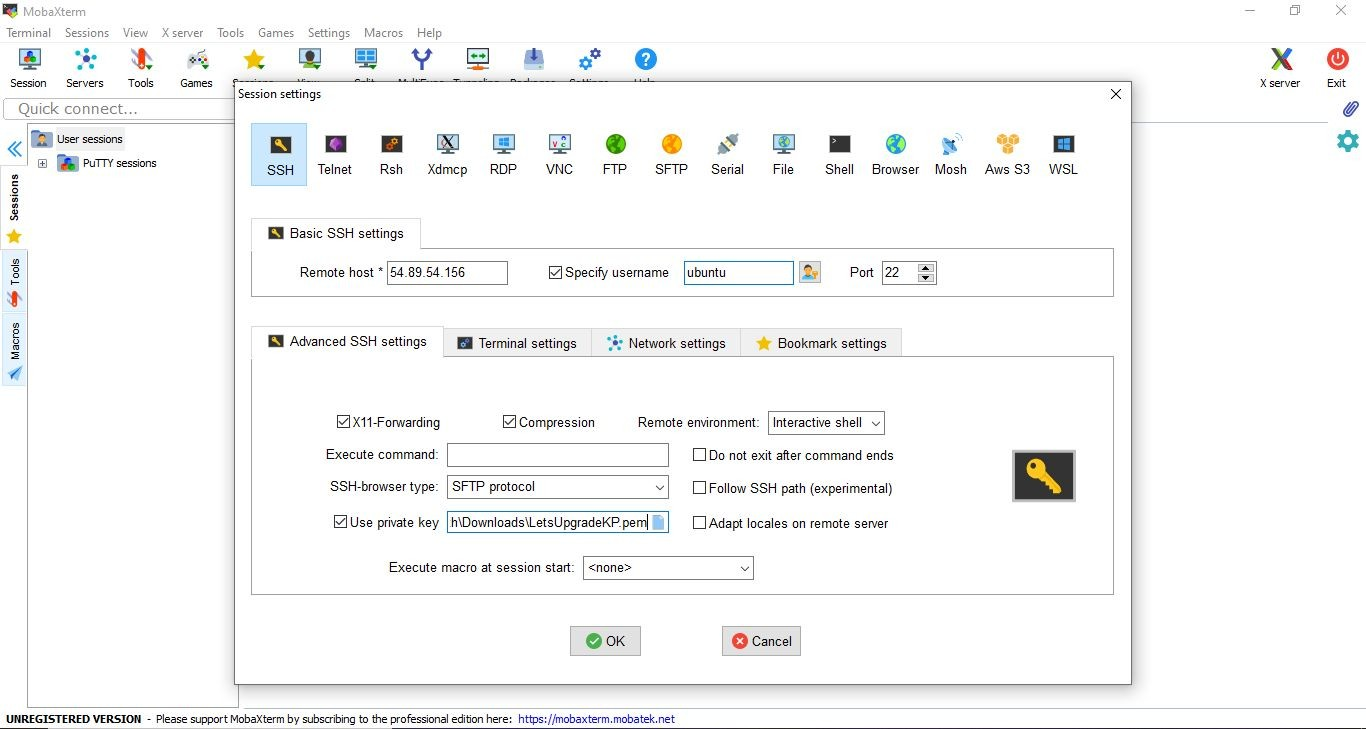 MobaXterm
Terminal Sessions View X server Tools Games Settings Macros Help
Session Servers Tools Games X server Exit
Quick connect...
User sessions
PuTTY sessions
Sessions
Tools
Macros
Session settings
SSH Telnet Rsh Xdmcp RDP VNC FTP SFTP Serial File Shell Browser Mosh Aws S3 WSL
Basic SSH settings
Remote host * 54.89.54.156 Specify username ubuntu Port 22
Advanced SSH settings Terminal settings Network settings Bookmark settings
X11-Forwarding Compression Remote environment: Interactive shell
Execute command: Do not exit after command ends
SSH-browser type: SFTP protocol Follow SSH path (experimental)
Use private key h\Downloads\LetsUpgradeKP.pem Adapt locales on remote server
Execute macro at session start: <none>
OK Cancel
UNREGISTERED VERSION - Please support MobaXterm by subscribing to the professional edition here: https://mobaxterm.mobatek.net